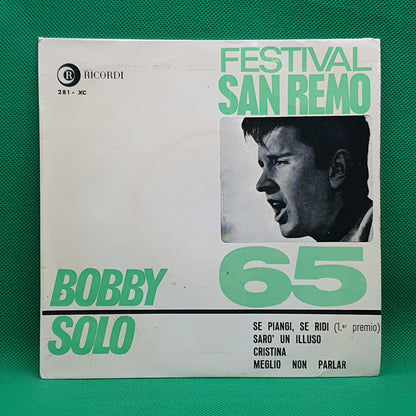 R RICORDI
281 - XC
FESTIVAL
SAN REMO
65
BOBBY
SOLO
SE PIANGI, SE RIDI (1.er premio)
SARO' UN ILLUSO
CRISTINA
MEGLIO NON PARLAR